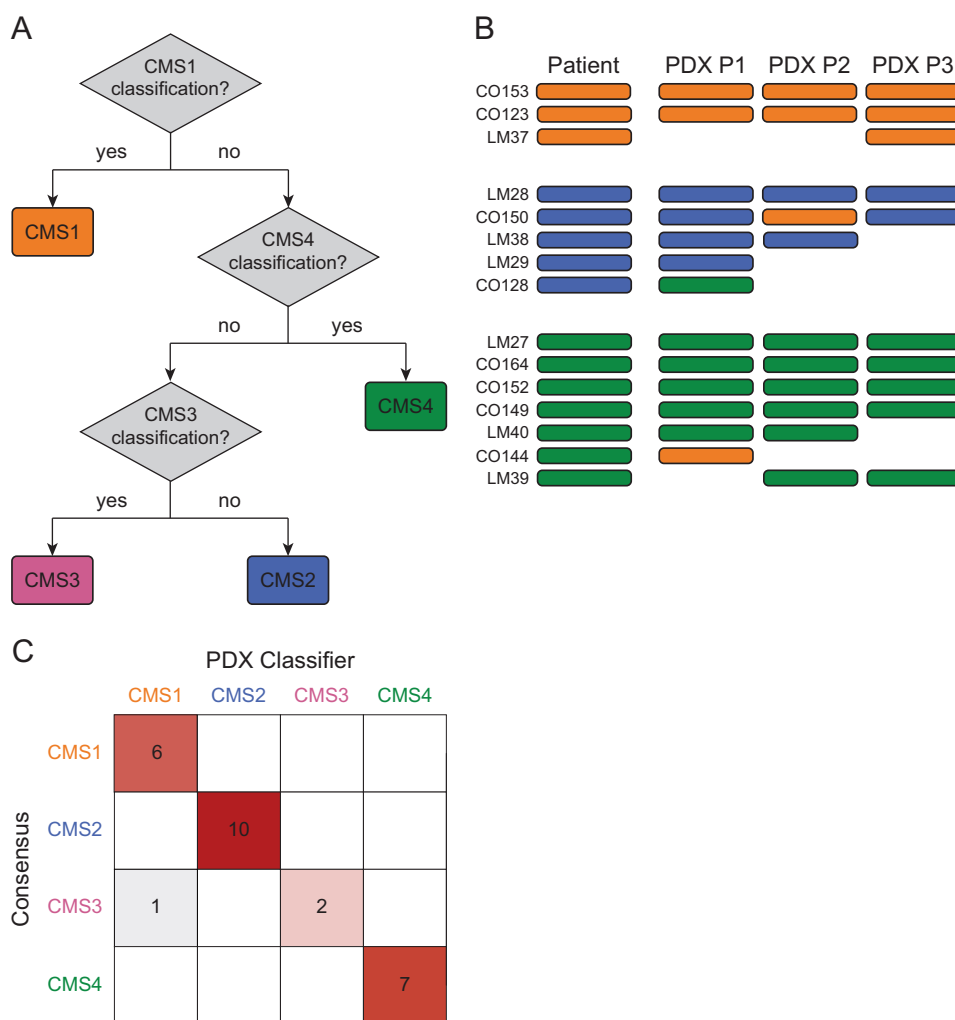 A
CMS1
classification?
yes
no
CMS1
CMS4
classification?
no
yes
CMS3
classification?
CMS4
yes
no
CMS3
CMS2
B
Patient PDX P1 PDX P2 PDX P3
CO153
CO123
LM37
LM28
CO150
LM38
LM29
CO128
LM27
CO164
CO152
CO149
LM40
CO144
LM39
C
PDX Classifier
CMS1 CMS2 CMS3 CMS4
Consensus
CMS1 6
CMS2 10
CMS3 1 2
CMS4 7